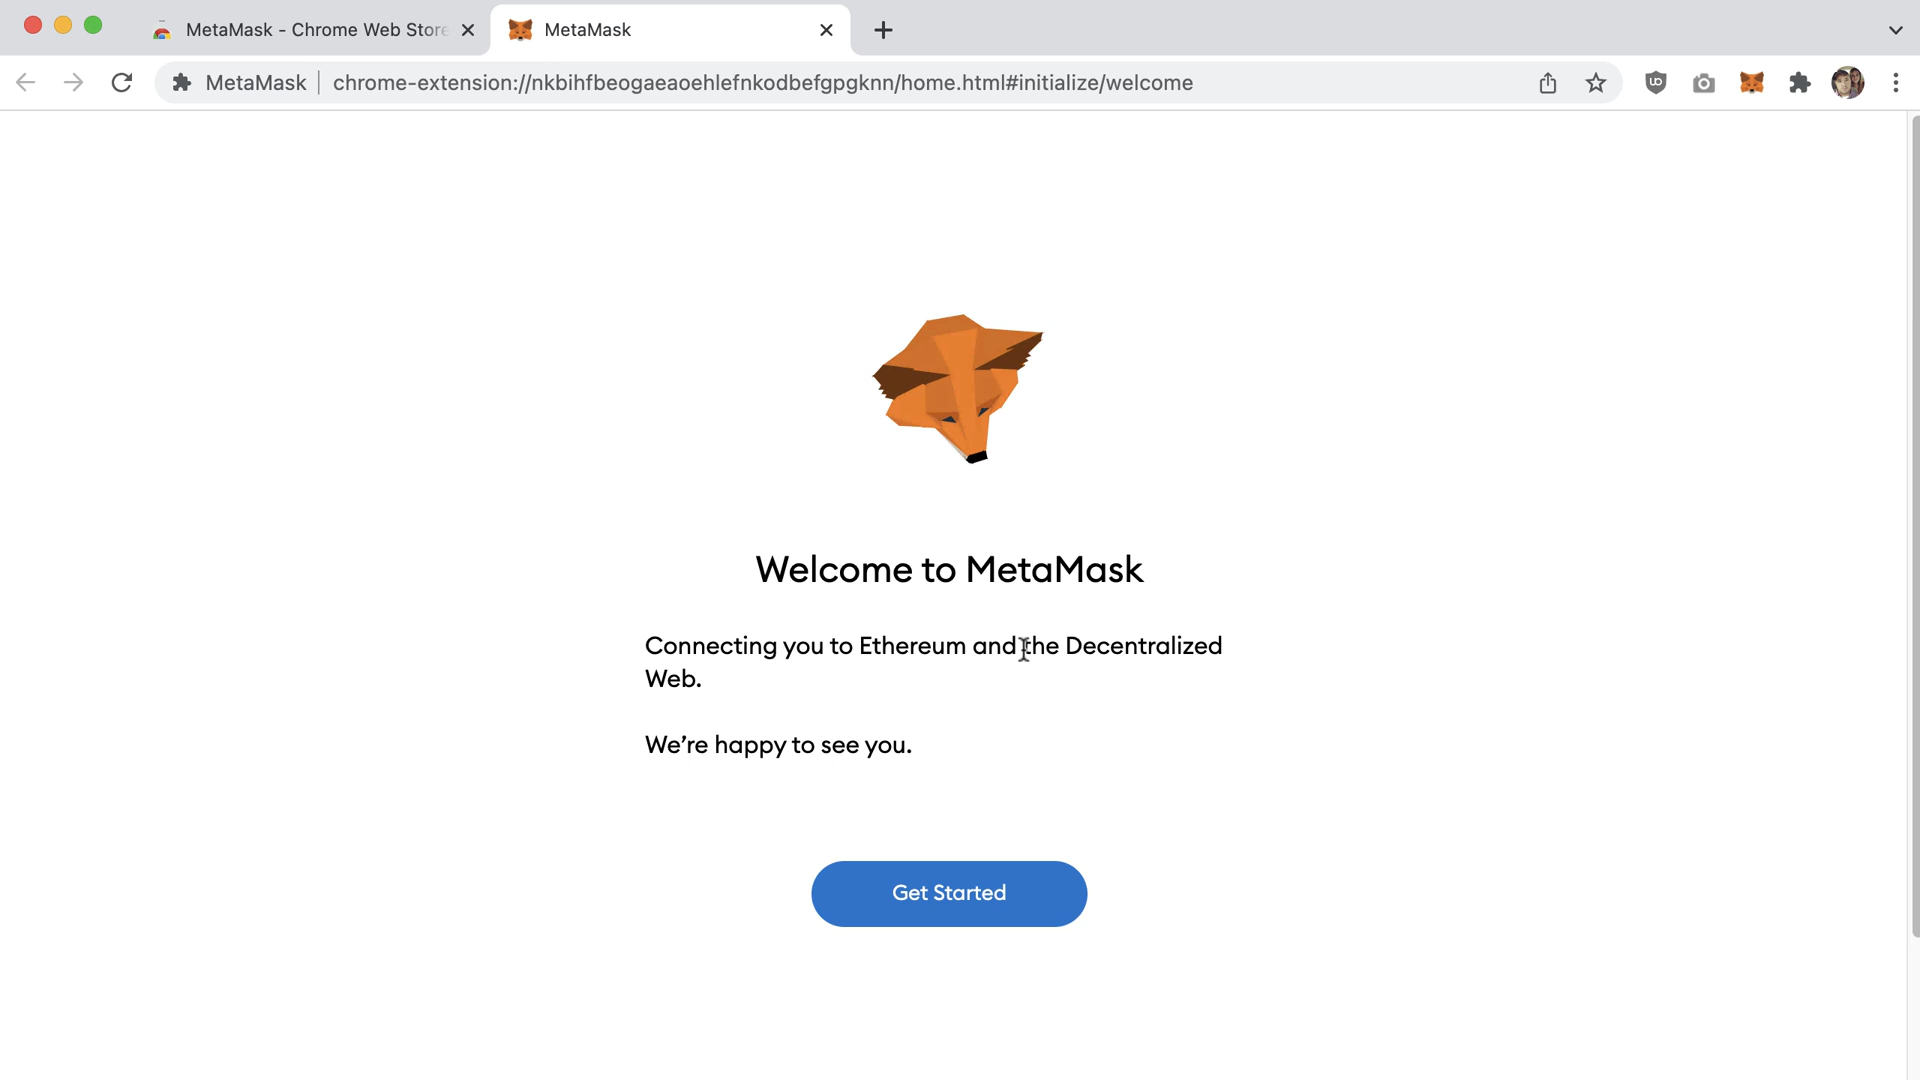 MetaMask - Chrome Web Store
MetaMask
MetaMask
chrome-extension://nkbihfbeogaeaoehlefnkodbefgpgknn/home.html#initialize/welcome
Welcome to MetaMask
Connecting you to Ethereum and the Decentralized
Web.
We’re happy to see you.
Get Started